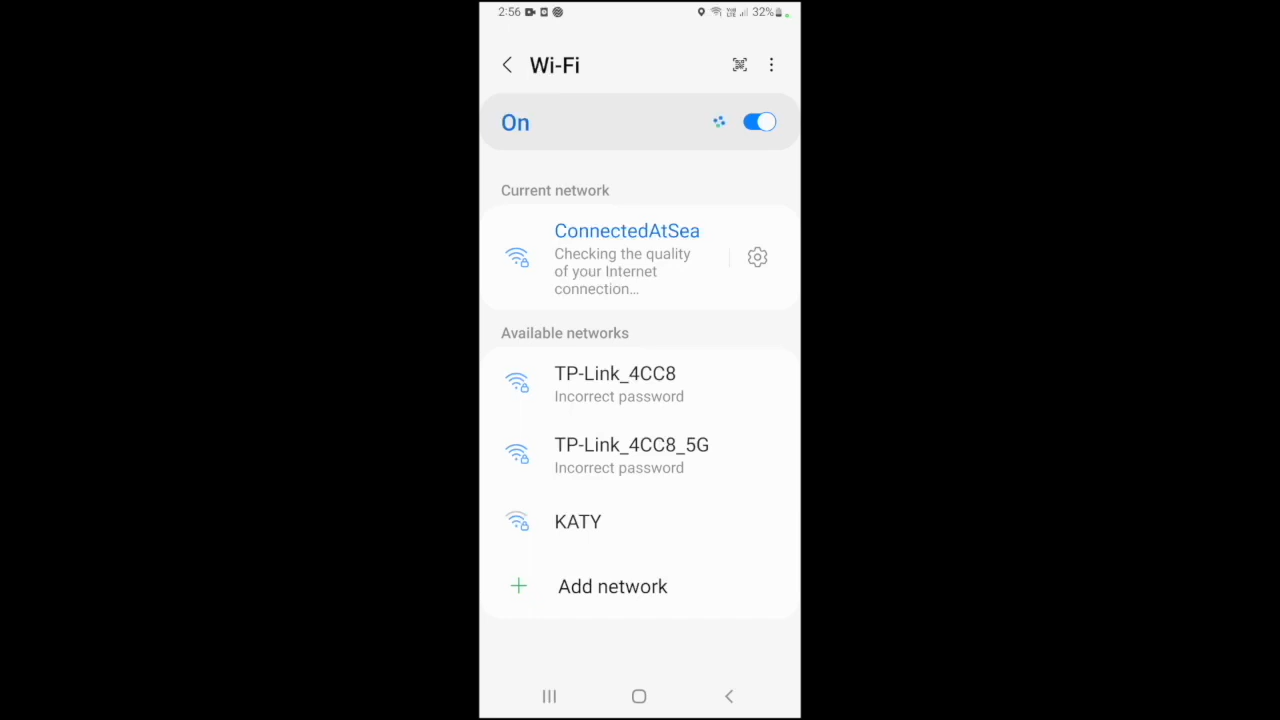 2:56
32%
Wi-Fi
On
Current network
ConnectedAtSea
Checking the quality
of your Internet
connection...
Available networks
TP-Link_4CC8
Incorrect password
TP-Link_4CC8_5G
Incorrect password
KATY
Add network